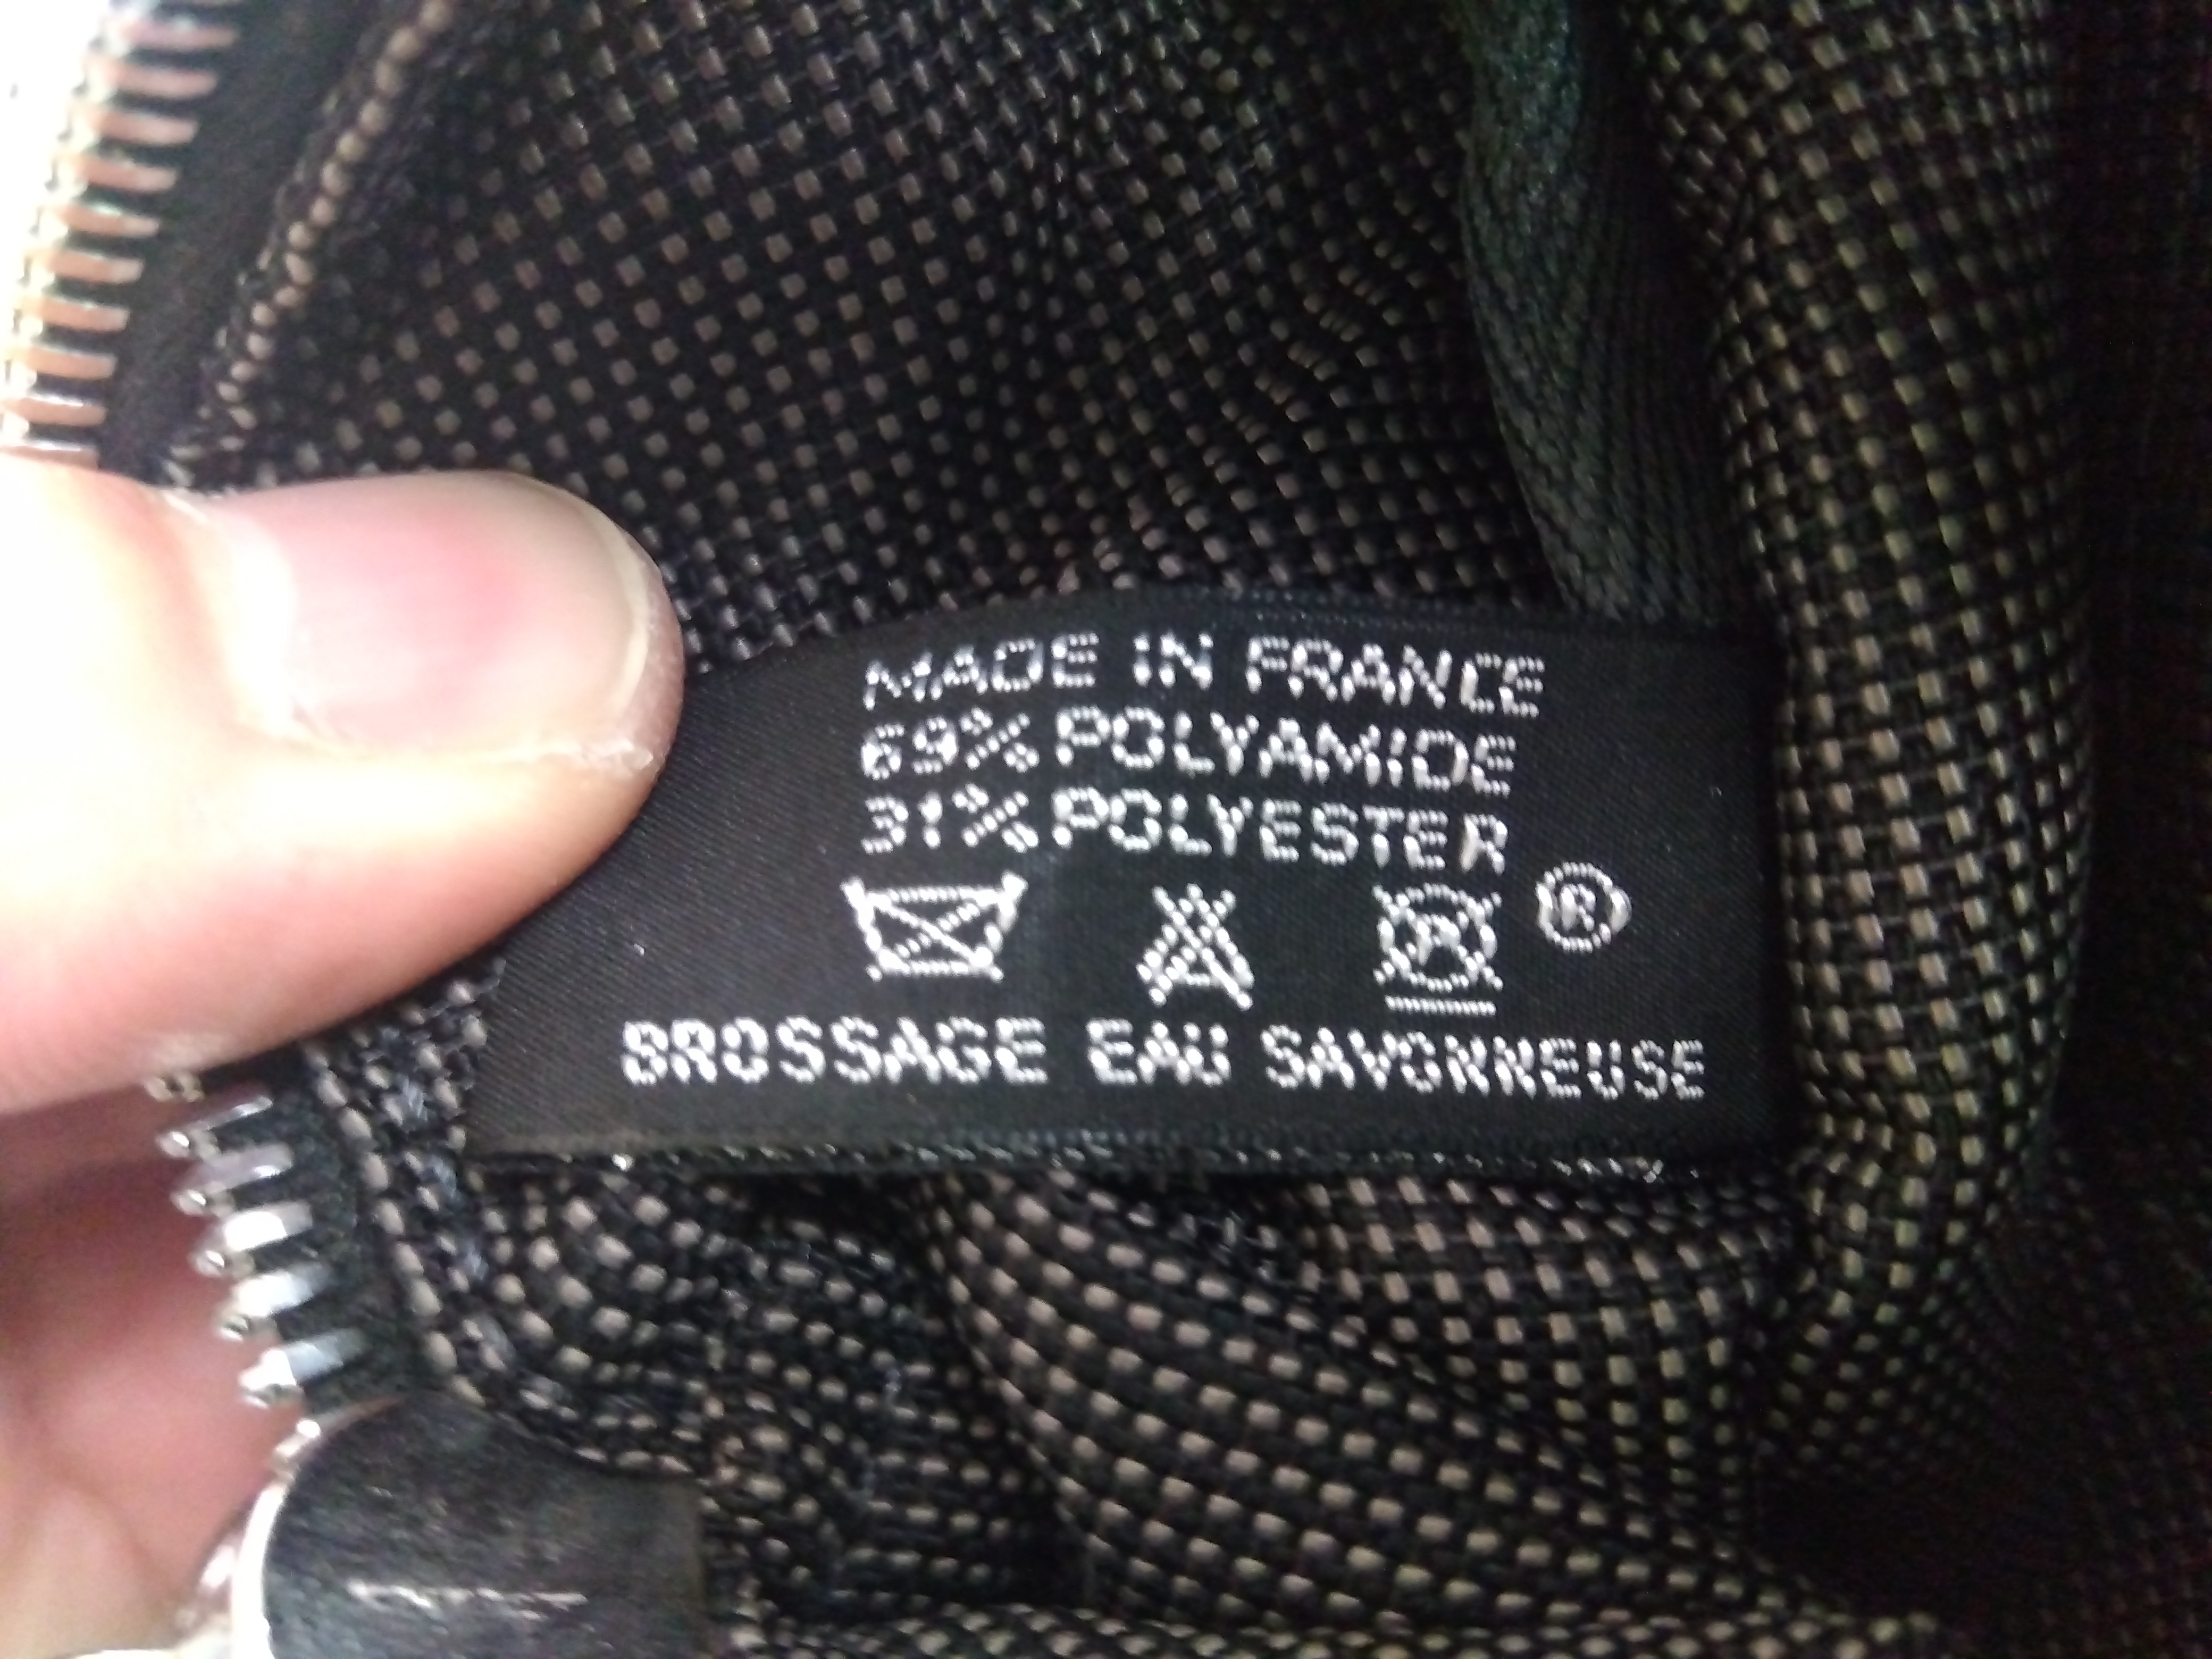 MADE IN FRANCE
69% POLYAMIDE
31% POLYESTER
P ®
BROSSAGE EAU SAVONNEUSE